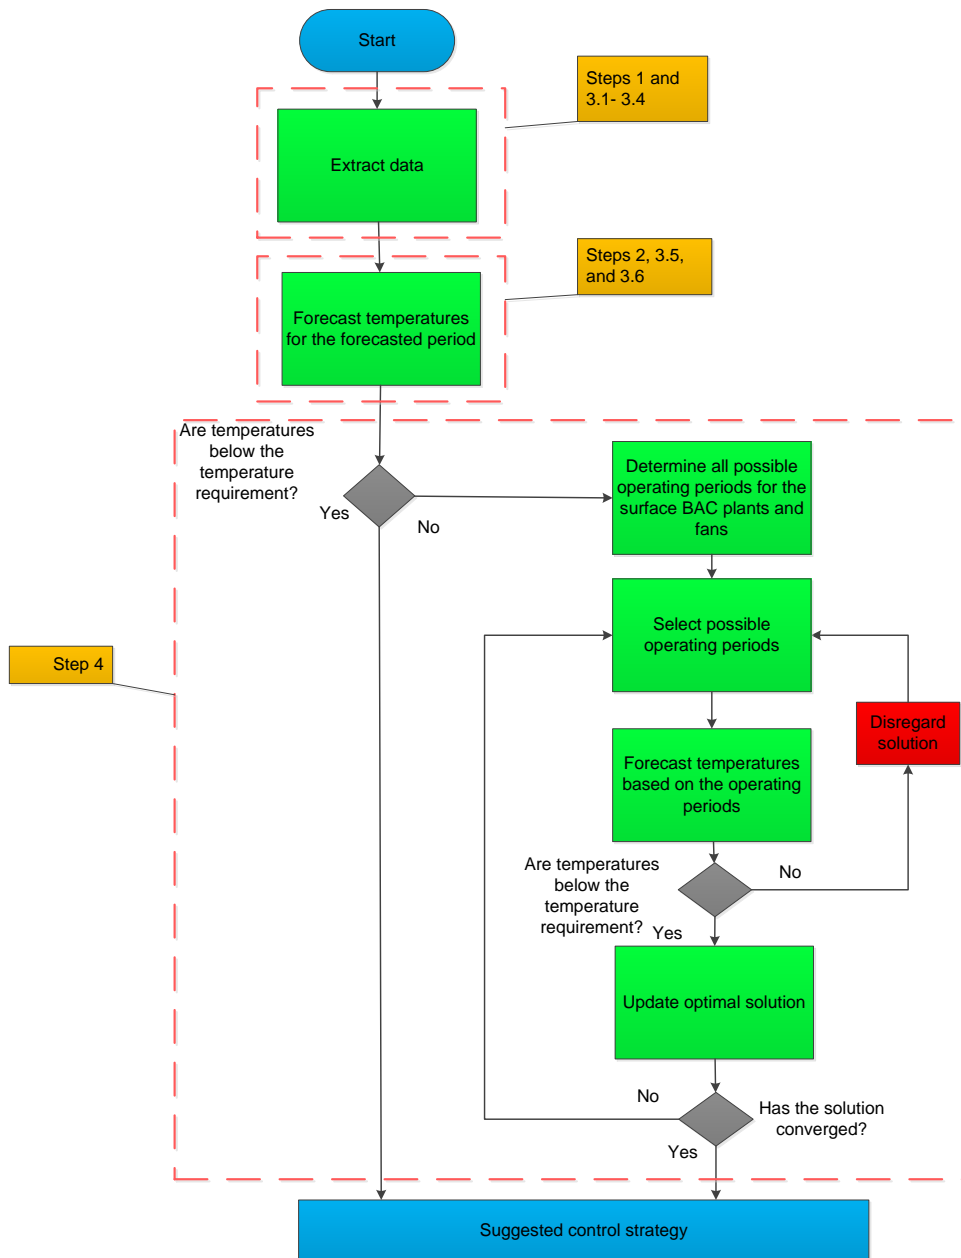 Start
Steps 1 and
3.1- 3.4
Extract data
Steps 2, 3.5,
and 3.6
Forecast temperatures
for the forecasted period
Are temperatures
below the
temperature
requirement?
Yes
No
Determine all possible
operating periods for the
surface BAC plants and
fans
Select possible
operating periods
Step 4
Disregard
solution
Forecast temperatures
based on the operating
periods
Are temperatures
below the
temperature
requirement?
No
Yes
Update optimal solution
No
Has the solution
converged?
Yes
Suggested control strategy